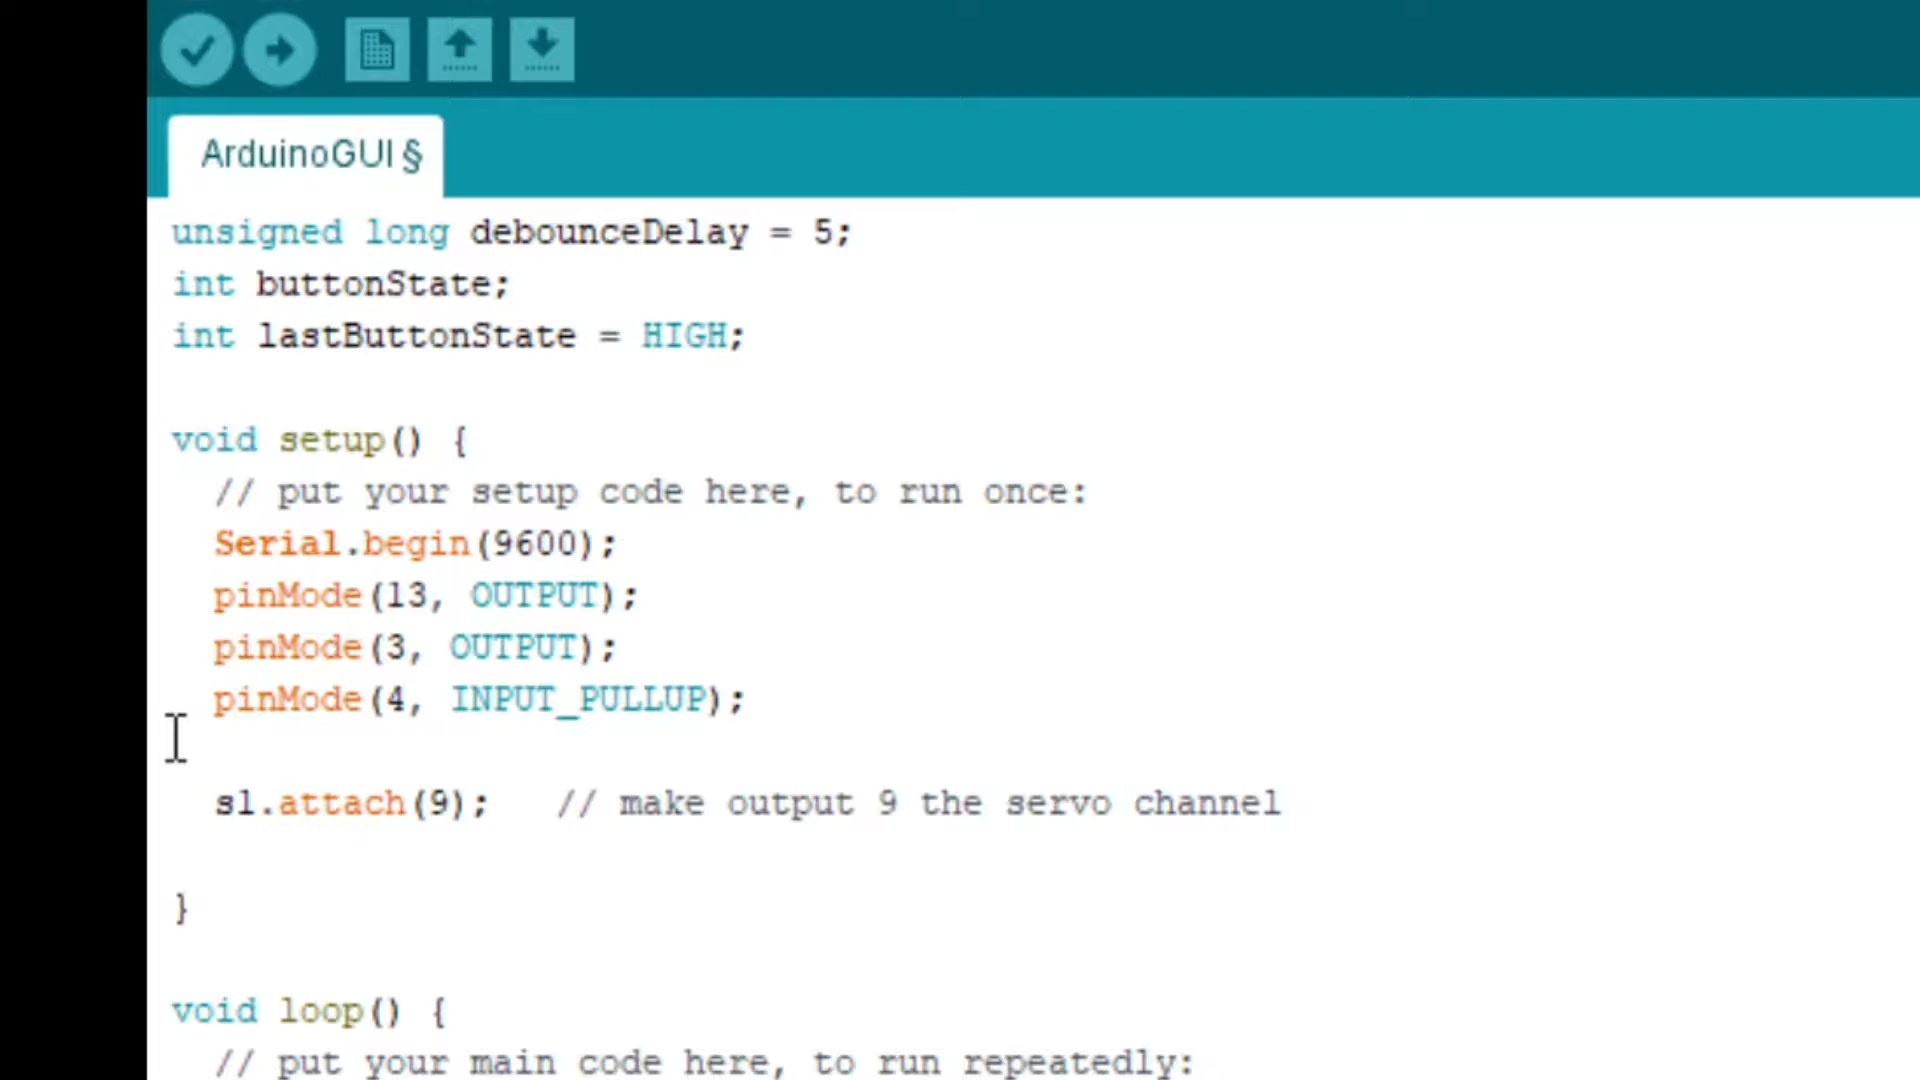 ArduinoGUI §
unsigned long debounceDelay = 5;
int buttonState;
int lastButtonState = HIGH;
void setup() {
// put your setup code here, to run once:
Serial.begin(9600);
pinMode(13, OUTPUT);
pinMode(3, OUTPUT);
pinMode(4, INPUT_PULLUP);
s1.attach(9);   // make output 9 the servo channel
}
void loop() {
// put your main code here, to run repeatedly: